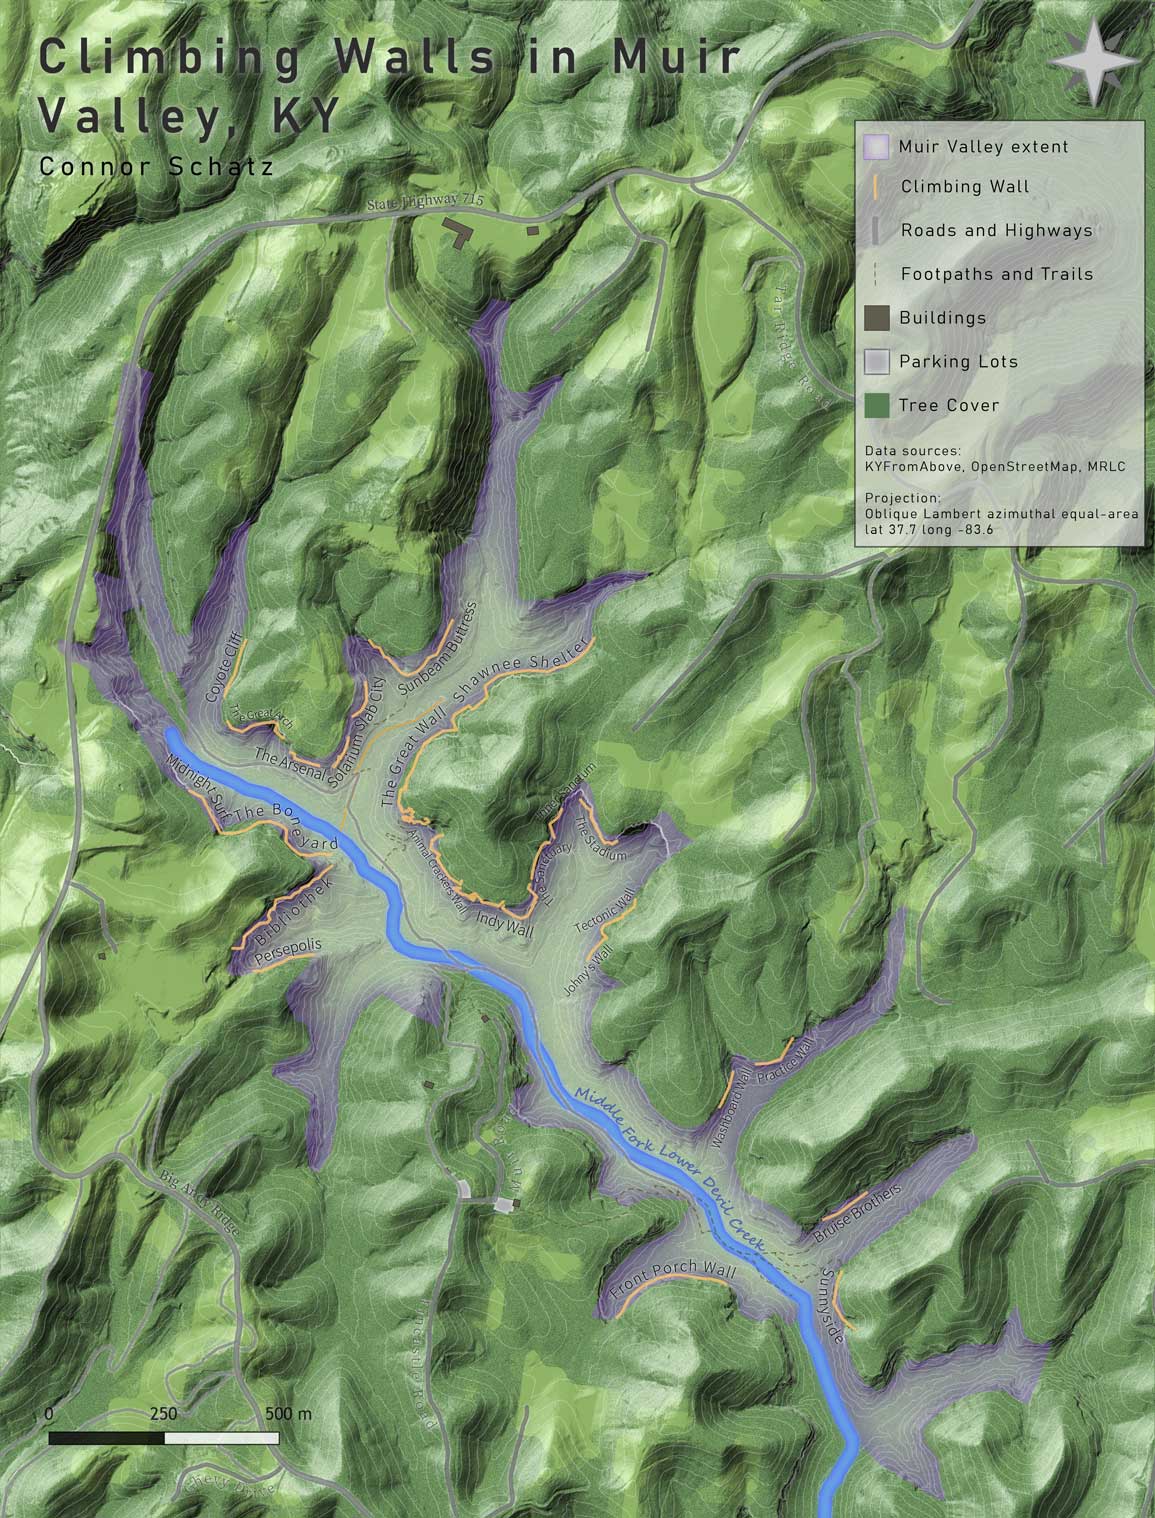 Climbing Walls in Muir
Valley, KY
Connor Schatz
Muir Valley extent
Climbing Wall
Roads and Highways
Footpaths and Trails
Buildings
Parking Lots
Tree Cover
Data sources:
KYFromAbove, OpenStreetMap, MRLC
Projection:
Oblique Lambert azimuthal equal-area
lat 37.7 long -83.6
State Highway 715
Tar Ridge Road
Coyote Cliff
The Great Arch
The Arsenal
Solarium
Slab City
Sunbeam Buttress
Shawnee Shelter
The Great Wall
Midnight Surf
The Boneyard
Animal Crackers Wall
Indy Wall
The Sanctuary
Inner Sanctum
The Stadium
Tectonic Wall
Johny's Wall
Bibliothek
Persepolis
Practice Wall
Washboard Wall
Middle Fork Lower Devil Creek
Bruise Brothers
Front Porch Wall
Sunnyside
Big Andy Ridge
0 250 500 m